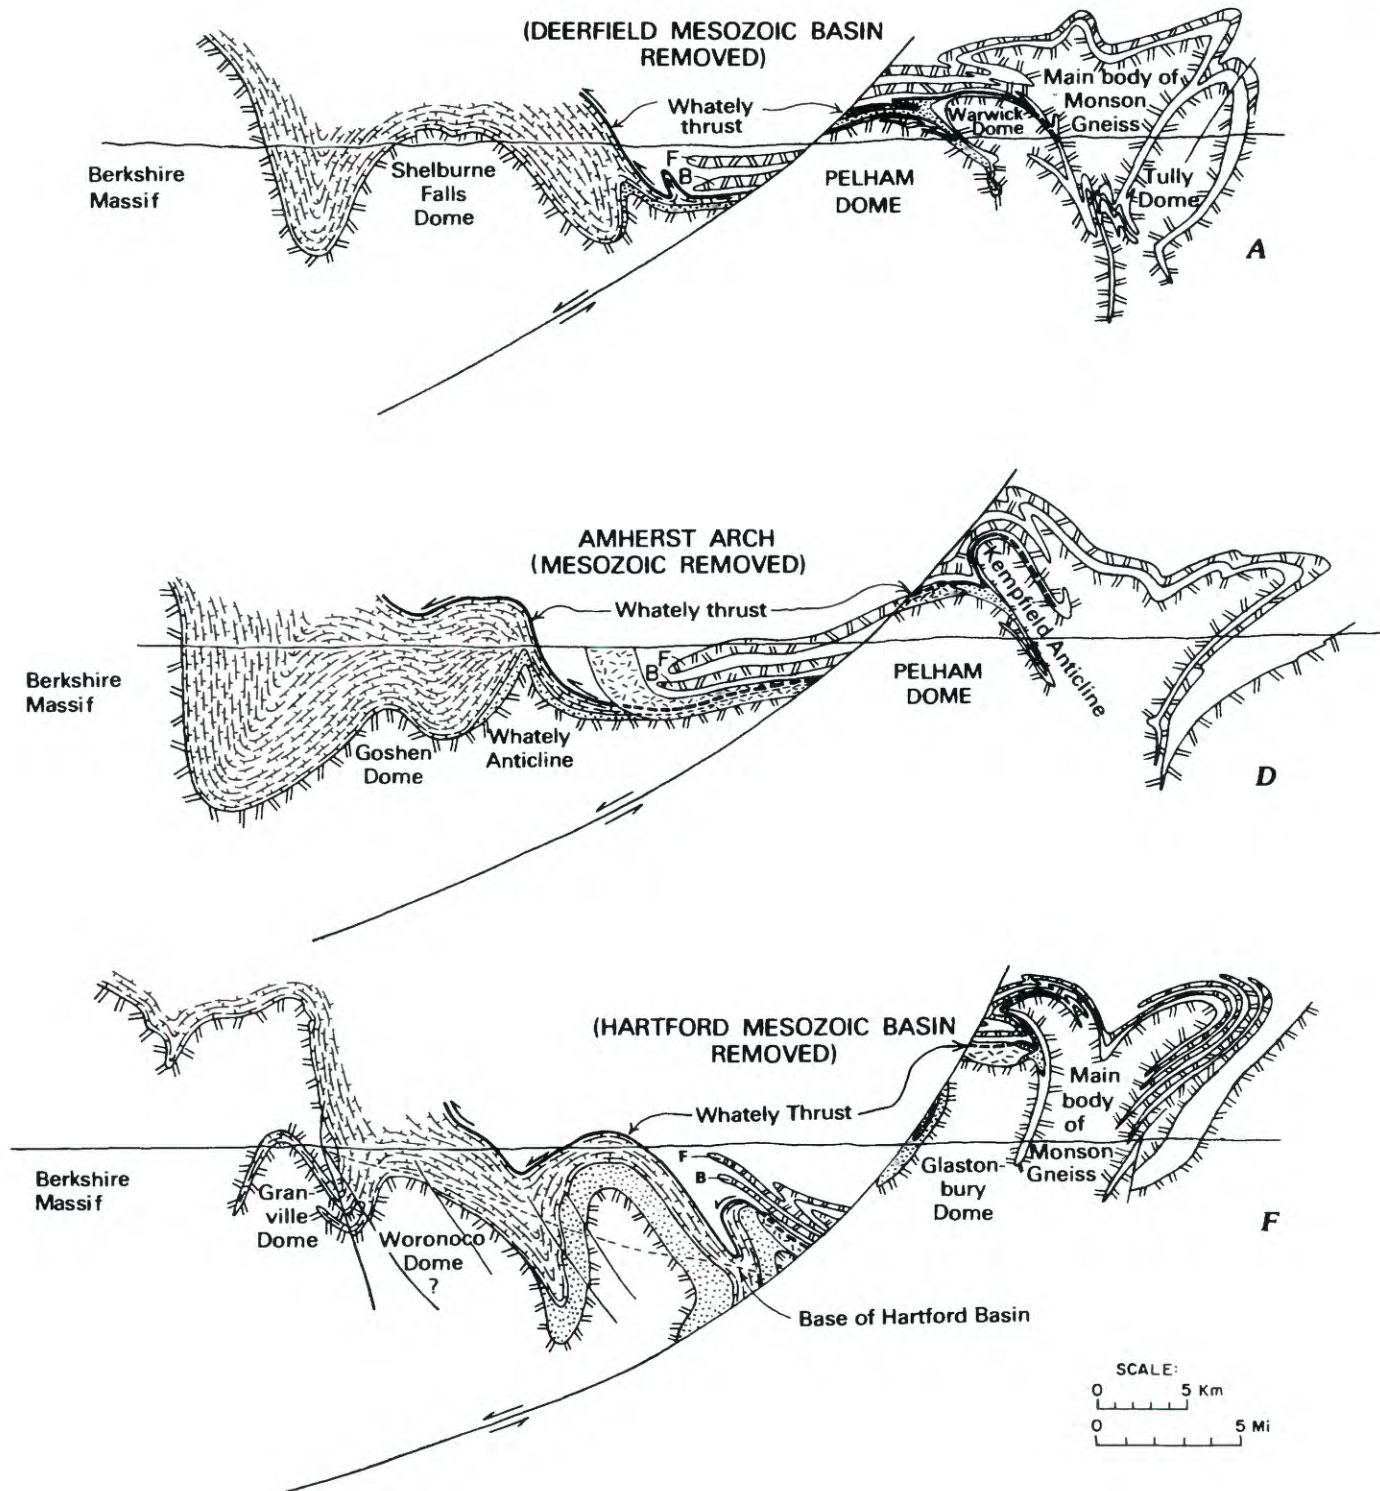 (DEERFIELD MESOZOIC BASIN
REMOVED)
Whately
thrust
Main body of
Monson
Gneiss
Warwick
Dome
Berkshire
Massif
Shelburne
Falls
Dome
F
B
PELHAM
DOME
Tully
Dome
A
AMHERST ARCH
(MESOZOIC REMOVED)
Whately thrust
Kempfield Anticline
Berkshire
Massif
F
B
PELHAM
DOME
Goshen
Dome
Whately
Anticline
D
(HARTFORD MESOZOIC BASIN
REMOVED)
Whately Thrust
Main
body
of
Monson
Gneiss
Berkshire
Massif
Gran-
ville
Dome
Woronoco
Dome
?
F
B
Glaston-
bury
Dome
F
Base of Hartford Basin
SCALE:
0 5 Km
0 5 Mi